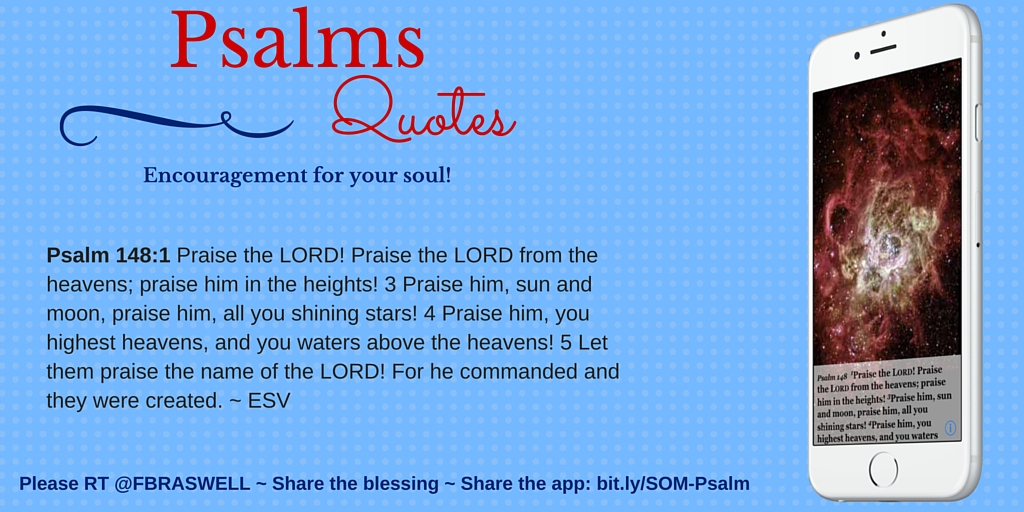 Psalms
Quotes
Encouragement for your soul!
Psalm 148:1 Praise the LORD! Praise the LORD from the
heavens; praise him in the heights! 3 Praise him, sun and
moon, praise him, all you shining stars! 4 Praise him, you
highest heavens, and you waters above the heavens! 5 Let
them praise the name of the LORD! For he commanded and
they were created. ~ ESV
Please RT @FBRASWELL ~ Share the blessing ~ Share the app: bit.ly/SOM-Psalm
Psalm 148 ¹Praise the LORD! Praise
the LORD from the heavens; praise
him in the heights! ³Praise him, sun
and moon, praise him, all you
shining stars! ⁴Praise him, you
highest heavens, and you waters